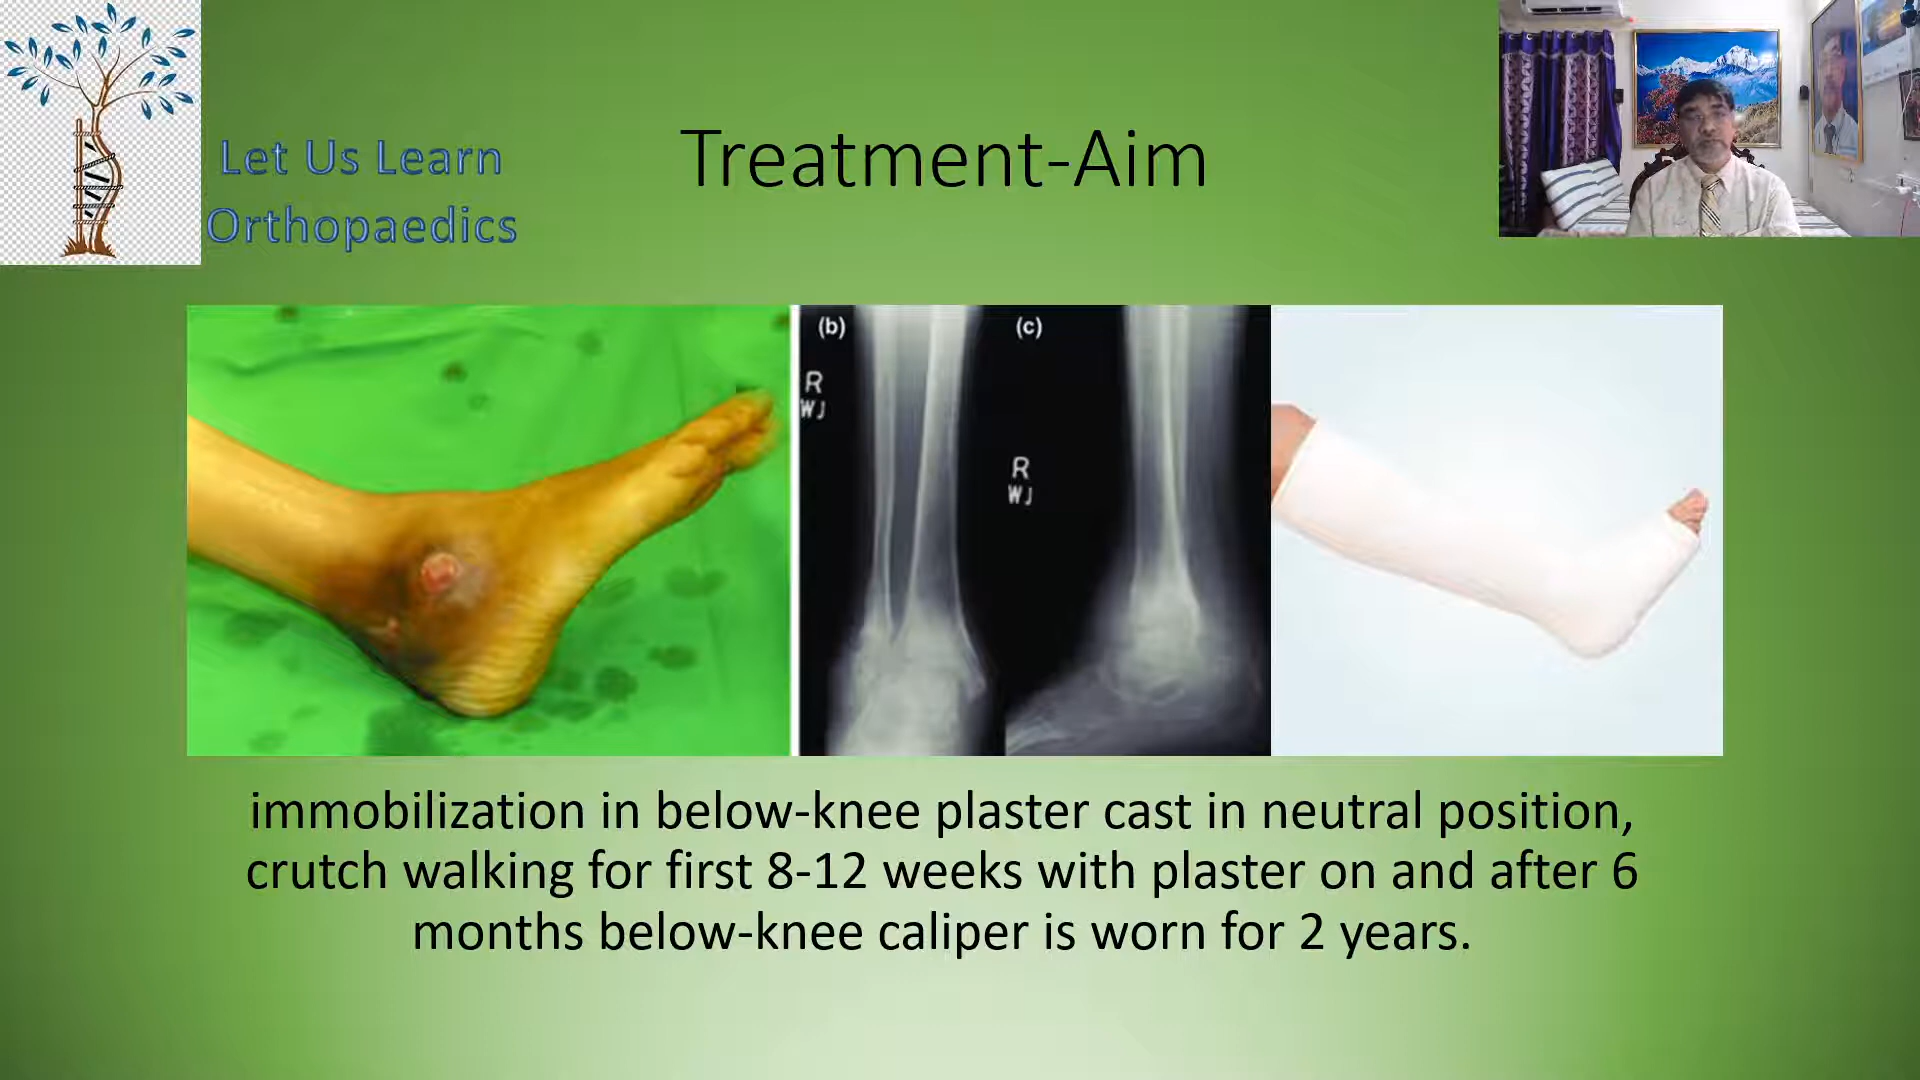 Let Us Learn
Orthopaedics
Treatment-Aim
(b)
(c)
R
WJ
R
WJ
immobilization in below-knee plaster cast in neutral position,
crutch walking for first 8-12 weeks with plaster on and after 6
months below-knee caliper is worn for 2 years.